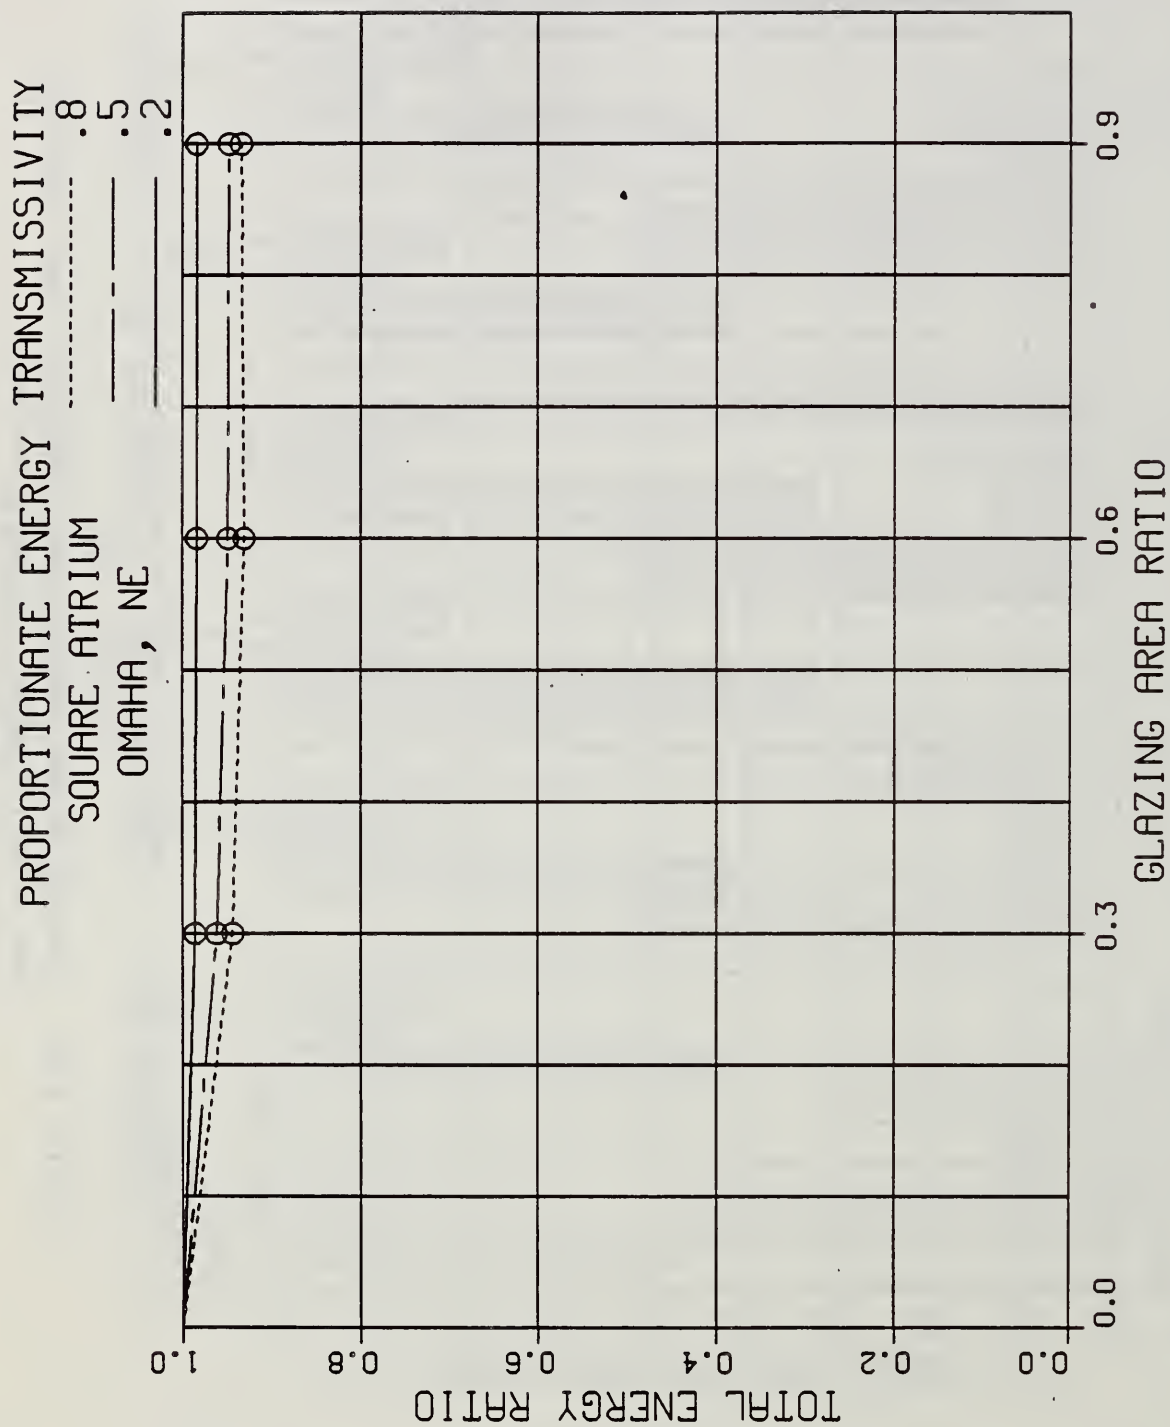 PROPORTIONATE ENERGY TRANSMISSIVITY
SQUARE ATRIUM .8
OMAHA, NE .5
.2
TOTAL ENERGY RATIO
1.0
0.8
0.6
0.4
0.2
0.0
0.0 0.3 0.6 0.9
GLAZING AREA RATIO